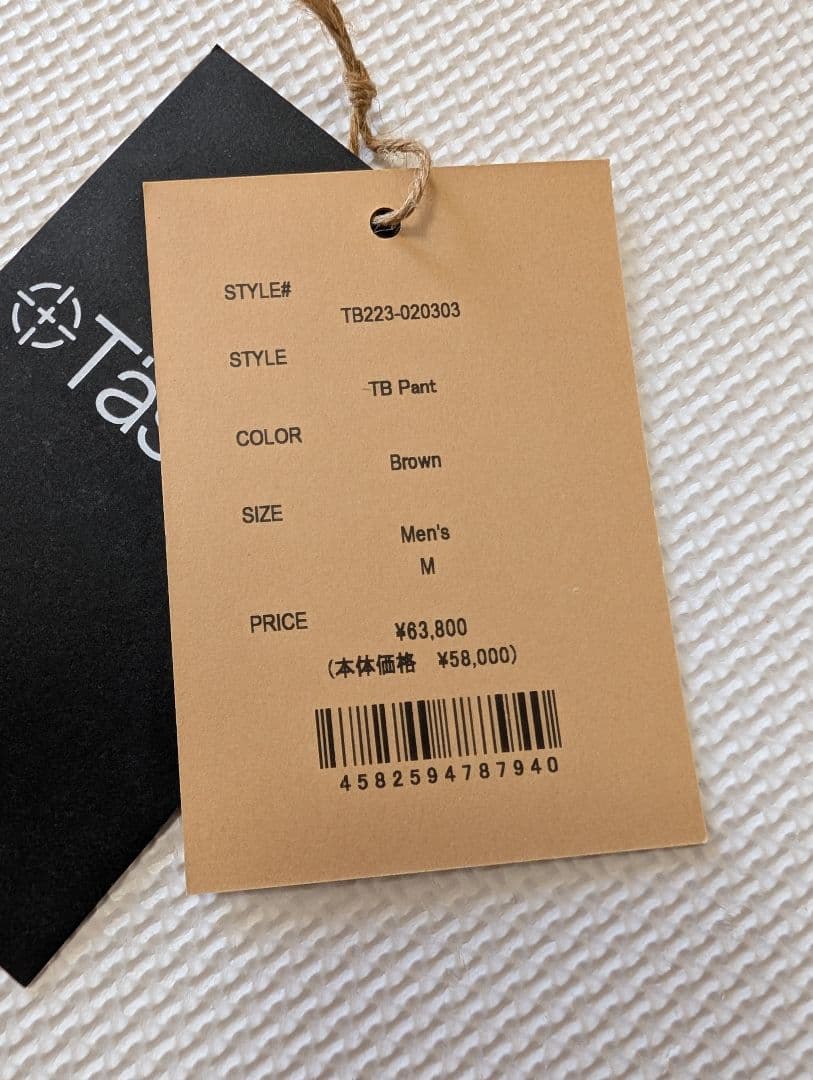 STYLE#
TB223-020303
STYLE
TB Pant
COLOR
Brown
SIZE
Men's
M
PRICE
¥63,800
(本体価格 ¥58,000)
4582594787940